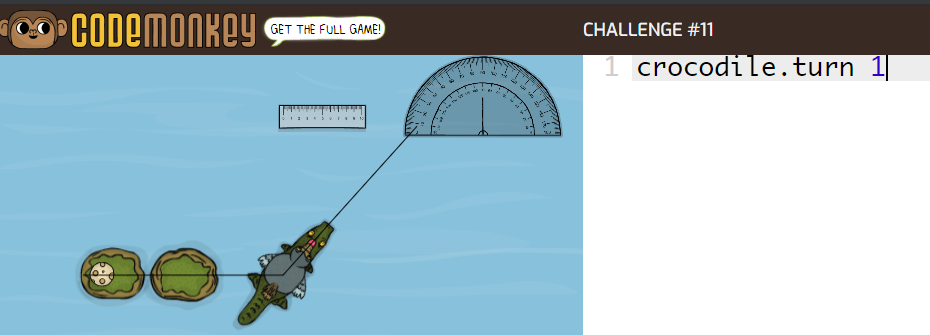 CODEMONKEY
GET THE FULL GAME!
CHALLENGE #11
1 crocodile.turn 1